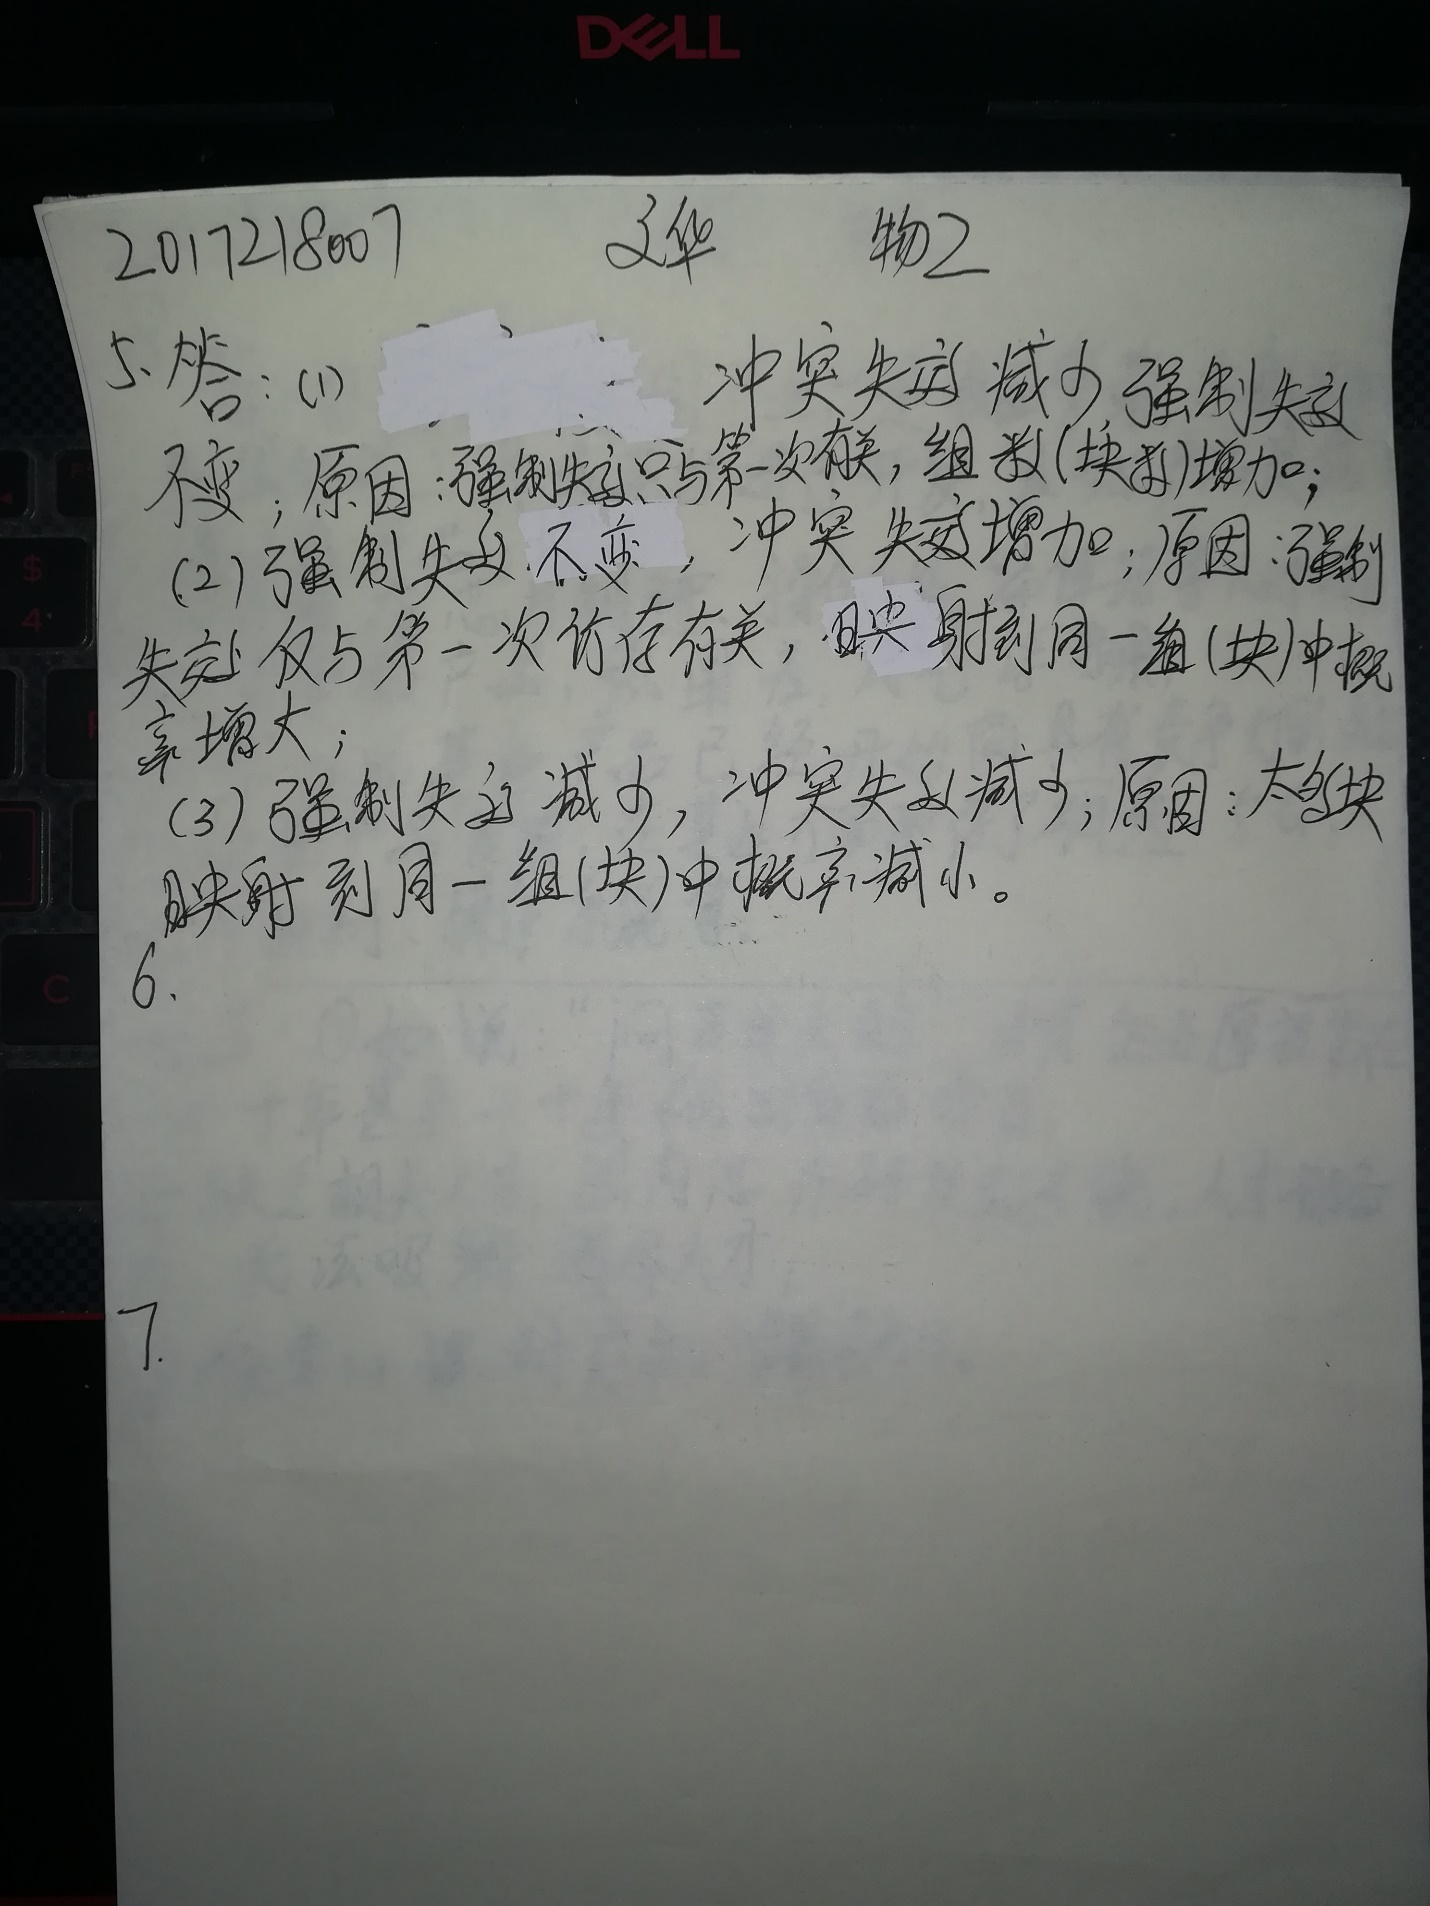 DELL
2017218007 文华 物2
5. 答：(1) 冲突失效减少 强制失效
不变；原因：强制失效只与第一次有关，组数(块数)增加；
(2) 强制失效不变，冲突失效增加；原因：强制
失效仅与第一次访存有关，映射到同一组(块)中概
率增大；
(3) 强制失效减少，冲突失效减少；原因：太多块
映射到同一组(块)中概率减小。
6.
7.
$
4
C